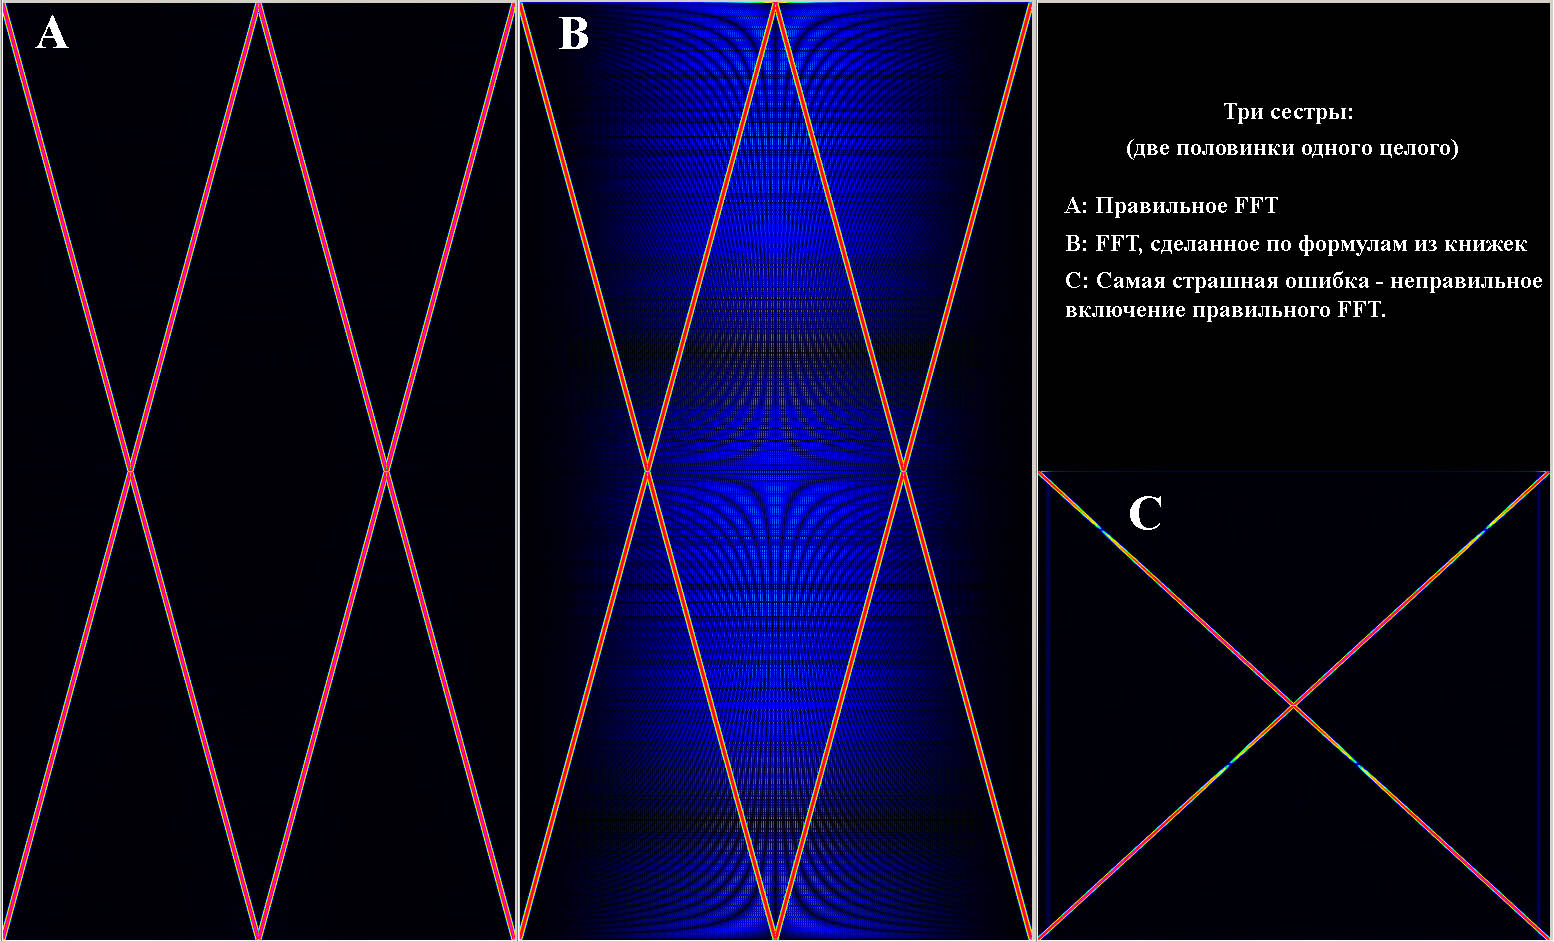 A
B
Три сестры:
(две половинки одного целого)
А: Правильное FFT
В: FFT, сделанное по формулам из книжек
С: Самая страшная ошибка - неправильное
включение правильного FFT.
C